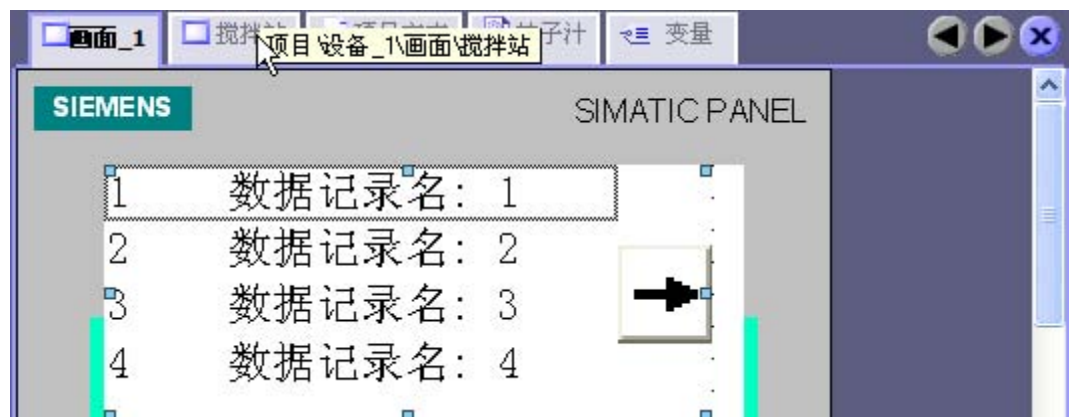 画面_1 搅拌站 变量
项目\设备_1\画面\搅拌站
SIEMENS
SIMATIC PANEL
1 数据记录名: 1
2 数据记录名: 2
3 数据记录名: 3
4 数据记录名: 4